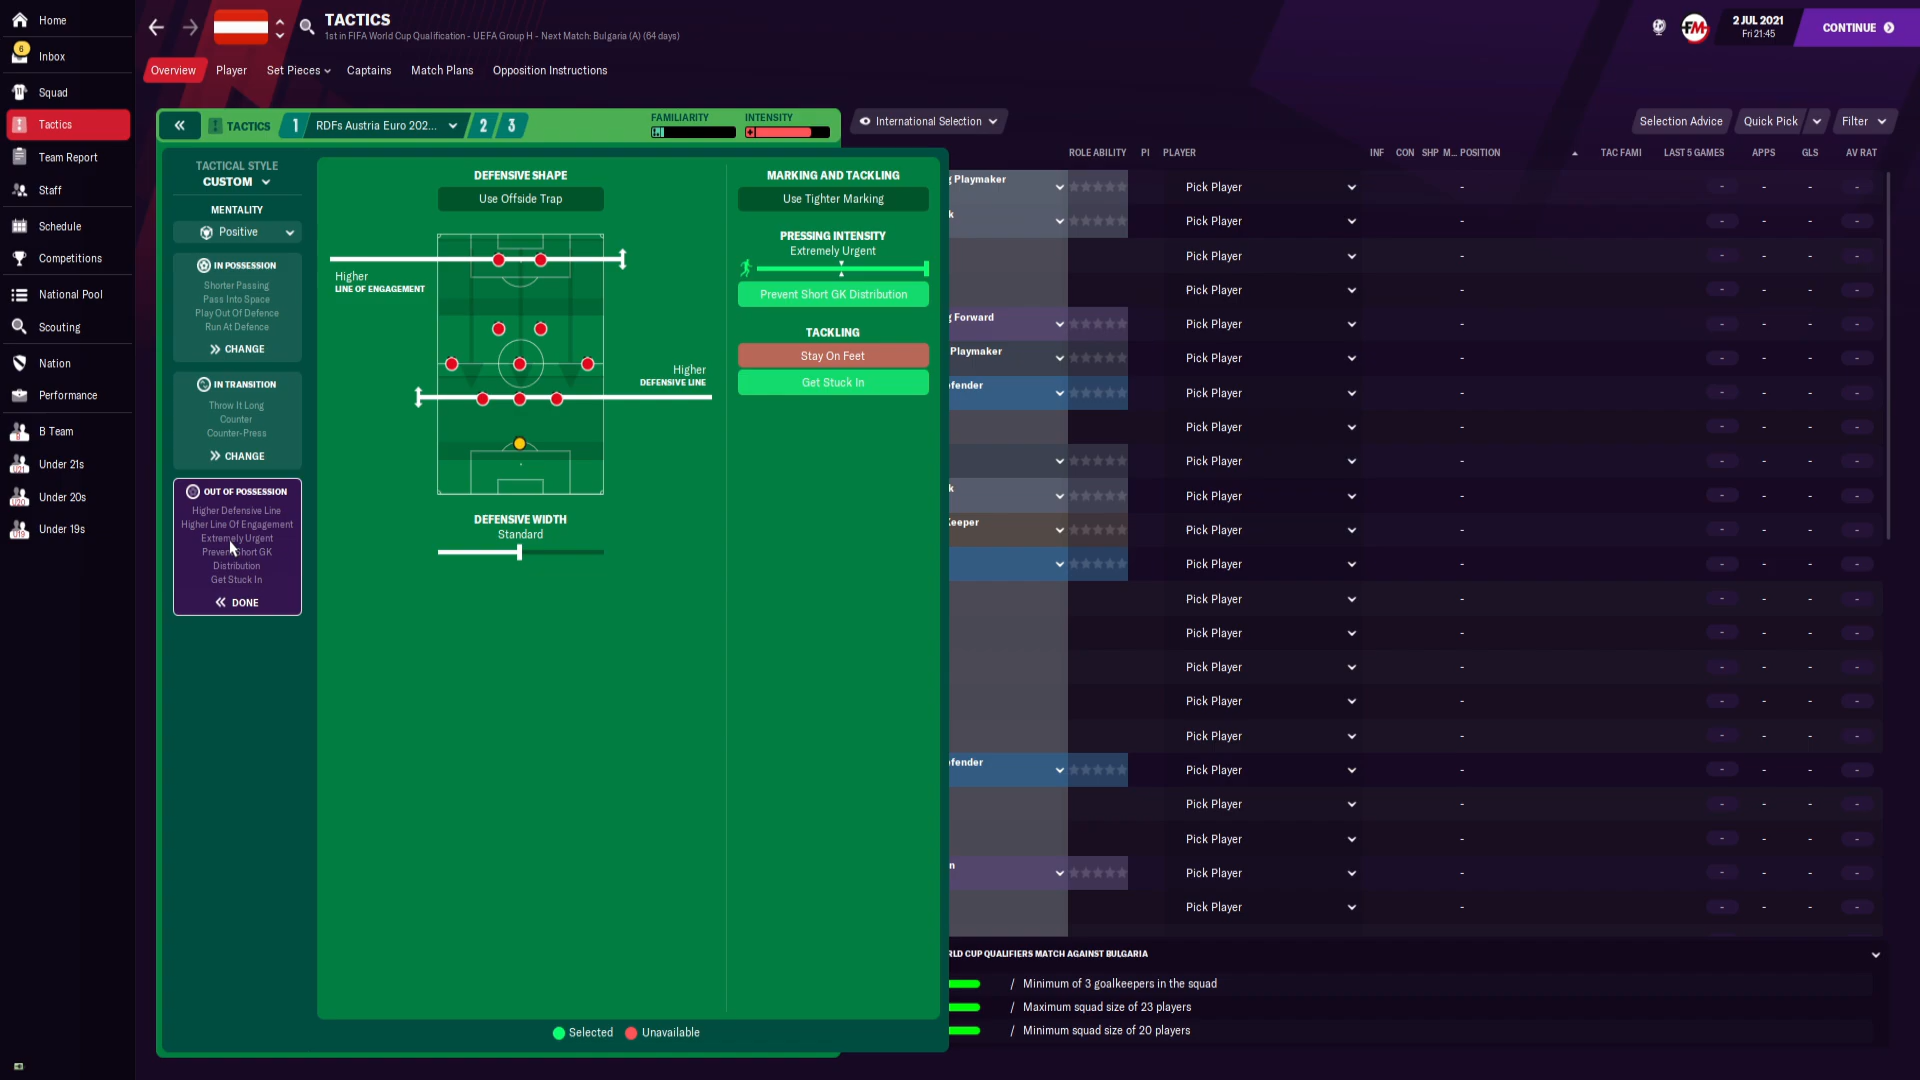 Home
6
Inbox
Squad
Tactics
Team Report
Staff
Schedule
Competitions
National Pool
Scouting
Nation
Performance
B Team
Under 21s
Under 20s
Under 19s
TACTICS
1st in FIFA World Cup Qualification - UEFA Group H - Next Match: Bulgaria (A) (64 days)
FM
2 JUL 2021
Fri 21:45
CONTINUE
Overview
Player
Set Pieces
Captains
Match Plans
Opposition Instructions
TACTICS
1
RDFs Austria Euro 202...
2
3
FAMILIARITY
INTENSITY
International Selection
Selection Advice
Quick Pick
Filter
TACTICAL STYLE
CUSTOM
MENTALITY
Positive
IN POSSESSION
Shorter Passing
Pass Into Space
Play Out Of Defence
Run At Defence
CHANGE
IN TRANSITION
Throw It Long
Counter
Counter-Press
CHANGE
OUT OF POSSESSION
Higher Defensive Line
Higher Line Of Engagement
Extremely Urgent
Prevent Short GK
Distribution
Get Stuck In
DONE
DEFENSIVE SHAPE
Use Offside Trap
Higher
LINE OF ENGAGEMENT
Higher
DEFENSIVE LINE
DEFENSIVE WIDTH
Standard
MARKING AND TACKLING
Use Tighter Marking
PRESSING INTENSITY
Extremely Urgent
Prevent Short GK Distribution
TACKLING
Stay On Feet
Get Stuck In
Selected
Unavailable
ROLE ABILITY PI PLAYER INF CON SHP M... POSITION TAC FAMI LAST 5 GAMES APPS GLS AV RAT
g Playmaker Pick Player - - - - -
k Pick Player - - - - -
Pick Player - - - - -
Pick Player - - - - -
g Forward Pick Player - - - - -
Playmaker Pick Player - - - - -
efender Pick Player - - - - -
Pick Player - - - - -
Pick Player - - - - -
k Pick Player - - - - -
Keeper Pick Player - - - - -
Pick Player - - - - -
Pick Player - - - - -
Pick Player - - - - -
Pick Player - - - - -
Pick Player - - - - -
Pick Player - - - - -
efender Pick Player - - - - -
Pick Player - - - - -
Pick Player - - - - -
n Pick Player - - - - -
Pick Player - - - - -
RLD CUP QUALIFIERS MATCH AGAINST BULGARIA
/ Minimum of 3 goalkeepers in the squad
/ Maximum squad size of 23 players
/ Minimum squad size of 20 players